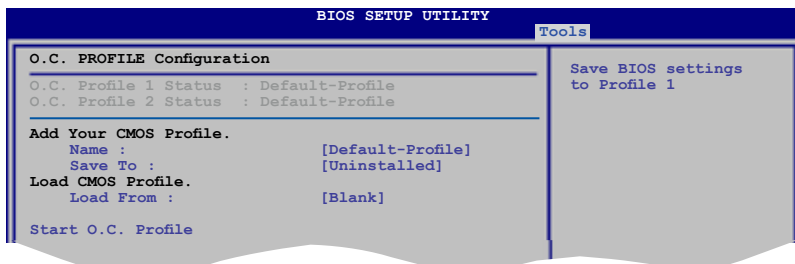 BIOS SETUP UTILITY
Tools
O.C. PROFILE Configuration
O.C. Profile 1 Status : Default-Profile
O.C. Profile 2 Status : Default-Profile
Add Your CMOS Profile.
Name : [Default-Profile]
Save To : [Uninstalled]
Load CMOS Profile.
Load From : [Blank]
Start O.C. Profile
Save BIOS settings
to Profile 1